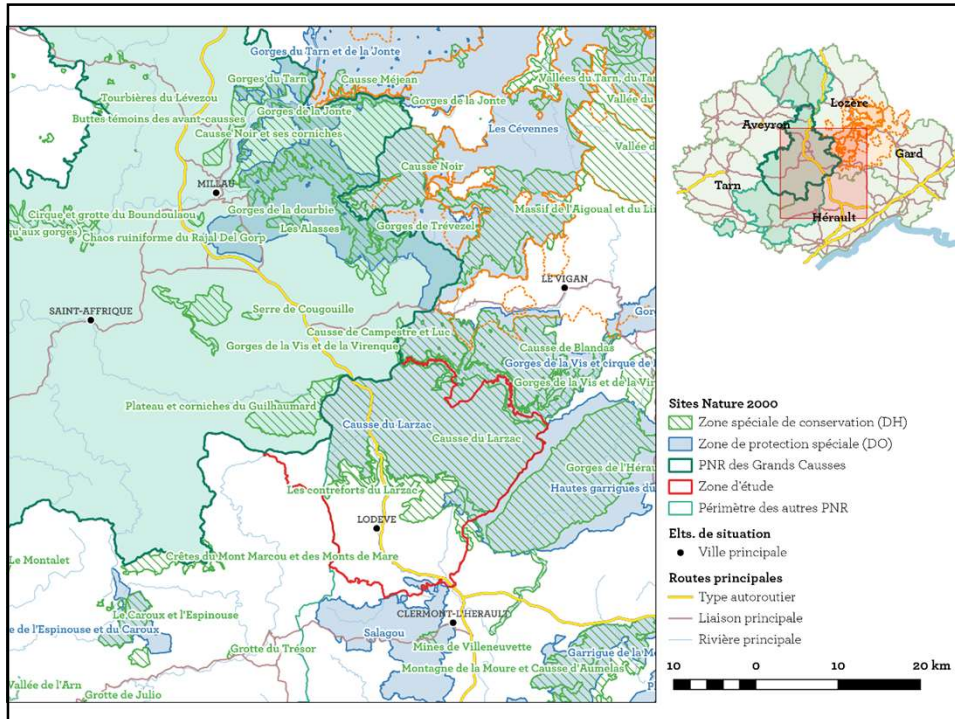 Gorges du Tarn et de la Jonte
Gorges du Tarn
Causse Méjean
Vallées du Tarn, du Ta
Tourbières du Lévezou
Gorges de la Jonte
Vallée du
Gorges de la Jonte
Buttes témoins des avant-causses
Les Cévennes
Causse Noir et ses corniches
Vallée d
Causse Noir
MILLAU
Cirque et grotte du Boundoulaou
Gorges de la dourbie
Massif de l'Aigoual et du Li
qu aux gorges)
Les Alasses
Gorges de Trévezel
Chaos ruiniforme du Rajal Del Gorp
LE VIGAN
SAINT-AFFRIQUE
Serre de Cougouille
Gor
Causse de Campestre et Luc
Gorges de la Vis et de la Virenque
Causse de Blandas
Gorges de la Vis et cirque de
Gorges de la Vis et de la Vir
Plateau et corniches du Guilhaumard
Causse du Larzac
Causse du Larzac
Gorges de l'Hérau
Les contreforts du Larzac
Hautes garrigues du
LODEVE
Le Montalet
Crêtes du Mont Marcou et des Monts de Mare
Le Caroux et l'Espinouse
CLERMONT-L'HERAULT
e de l'Espinouse et du Caroux
Salagou
Mines de Villeneuvette
Grotte du Trésor
Garrigue de la Mo
Montagne de la Moure et Causse d'Aumelas
Vallée de l'Arn
Grotte de Julio
Lozère
Aveyron
Gard
Tarn
Hérault
Sites Nature 2000
Zone spéciale de conservation (DH)
Zone de protection spéciale (DO)
PNR des Grands Causses
Zone d'étude
Périmètre des autres PNR
Elts. de situation
Ville principale
Routes principales
Type autoroutier
Liaison principale
Rivière principale
10 0 10 20 km